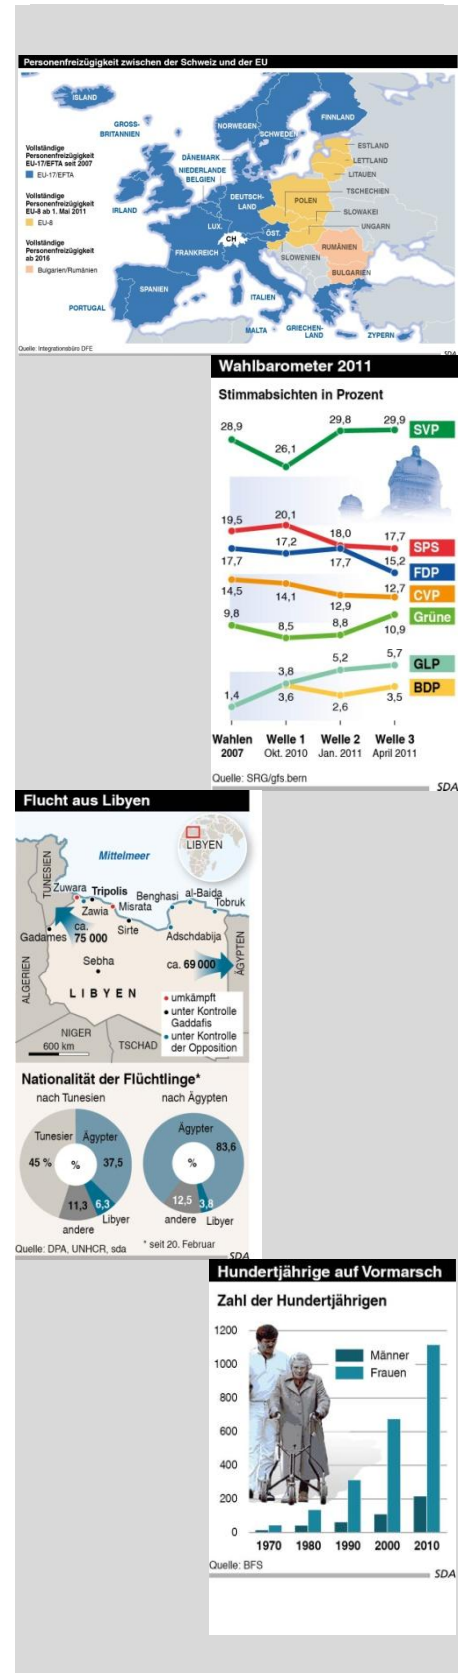 Personenfreizügigkeit zwischen der Schweiz und der EU
ISLAND
FINNLAND
GROSS-
BRITANNIEN
NORWEGEN
SCHWEDEN
Vollständige
Personenfreizügigkeit
EU-17/EFTA seit 2007
EU-17/EFTA
Vollständige
Personenfreizügigkeit
EU-8 ab 1. Mai 2011
EU-8
Vollständige
Personenfreizügigkeit
ab 2016
Bulgarien/Rumänien
ESTLAND
LETTLAND
LITAUEN
DÄNEMARK
NIEDERLANDE
BELGIEN
TSCHECHIEN
DEUTSCH-
LAND
POLEN
IRLAND
SLOWAKEI
LUX.
UNGARN
CH
ÖST.
FRANKREICH
SLOWENIEN
RUMÄNIEN
BULGARIEN
SPANIEN
PORTUGAL
ITALIEN
MALTA
GRIECHEN-
LAND
ZYPERN
Quelle: Integrationsbüro DFE
SDA
Wahlbarometer 2011
Stimmabsichten in Prozent
28,9 26,1 29,8 29,9 SVP
19,5 20,1 18,0 17,7 SPS
17,7 17,2 17,7 15,2 FDP
14,5 14,1 12,9 12,7 CVP
9,8 8,5 8,8 10,9 Grüne
1,4 3,8 5,2 5,7 GLP
3,6 2,6 3,5 BDP
Wahlen Welle 1 Welle 2 Welle 3
2007 Okt. 2010 Jan. 2011 April 2011
Quelle: SRG/gfs.bern
SDA
Flucht aus Libyen
TUNESIEN
Mittelmeer
LIBYEN
Zuwara Tripolis
Benghasi al-Baida
Zawia Misrata
Tobruk
ca.
75 000
Sirte
Gadames
Adschdabija
Sebha
ca. 69 000
ÄGYPTEN
ALGERIEN
LIBYEN
umkämpft
unter Kontrolle
Gaddafis
unter Kontrolle
der Opposition
NIGER
600 km
TSCHAD
Nationalität der Flüchtlinge*
nach Tunesien nach Ägypten
Tunesier Ägypter
45 % % 37,5
11,3 6,3
andere Libyer
Ägypter
83,6
%
12,5 3,8
andere Libyer
Quelle: DPA, UNHCR, sda
* seit 20. Februar
SDA
Hundertjährige auf Vormarsch
Zahl der Hundertjährigen
1200
1000
800
600
400
200
0
Männer
Frauen
1970 1980 1990 2000 2010
Quelle: BFS
SDA